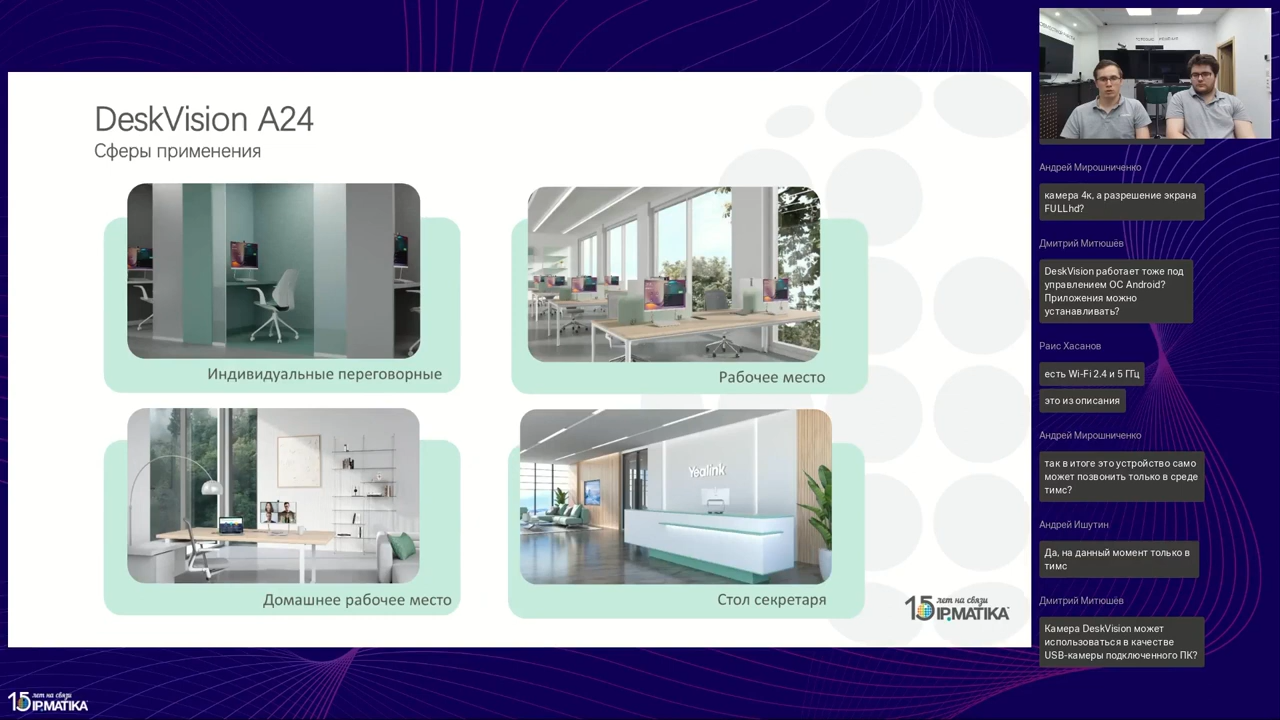 DeskVision A24
Сферы применения
Индивидуальные переговорные
Рабочее место
Yealink
Домашнее рабочее место
Стол секретаря
15 лет на связи
IPMATIKA
15 лет на связи
IPMATIKA
Андрей Мирошниченко
камера 4к, а разрешение экрана
FULLhd?
Дмитрий Митюшёв
DeskVision работает тоже под
управлением ОС Android?
Приложения можно
устанавливать?
Раис Хасанов
есть Wi-Fi 2.4 и 5 ГГц
это из описания
Андрей Мирошниченко
так в итоге это устройство само
может позвонить только в среде
тимс?
Андрей Ишутин
Да, на данный момент только в
тимс
Дмитрий Митюшёв
Камера DeskVision может
использоваться в качестве
USB-камеры подключенного ПК?